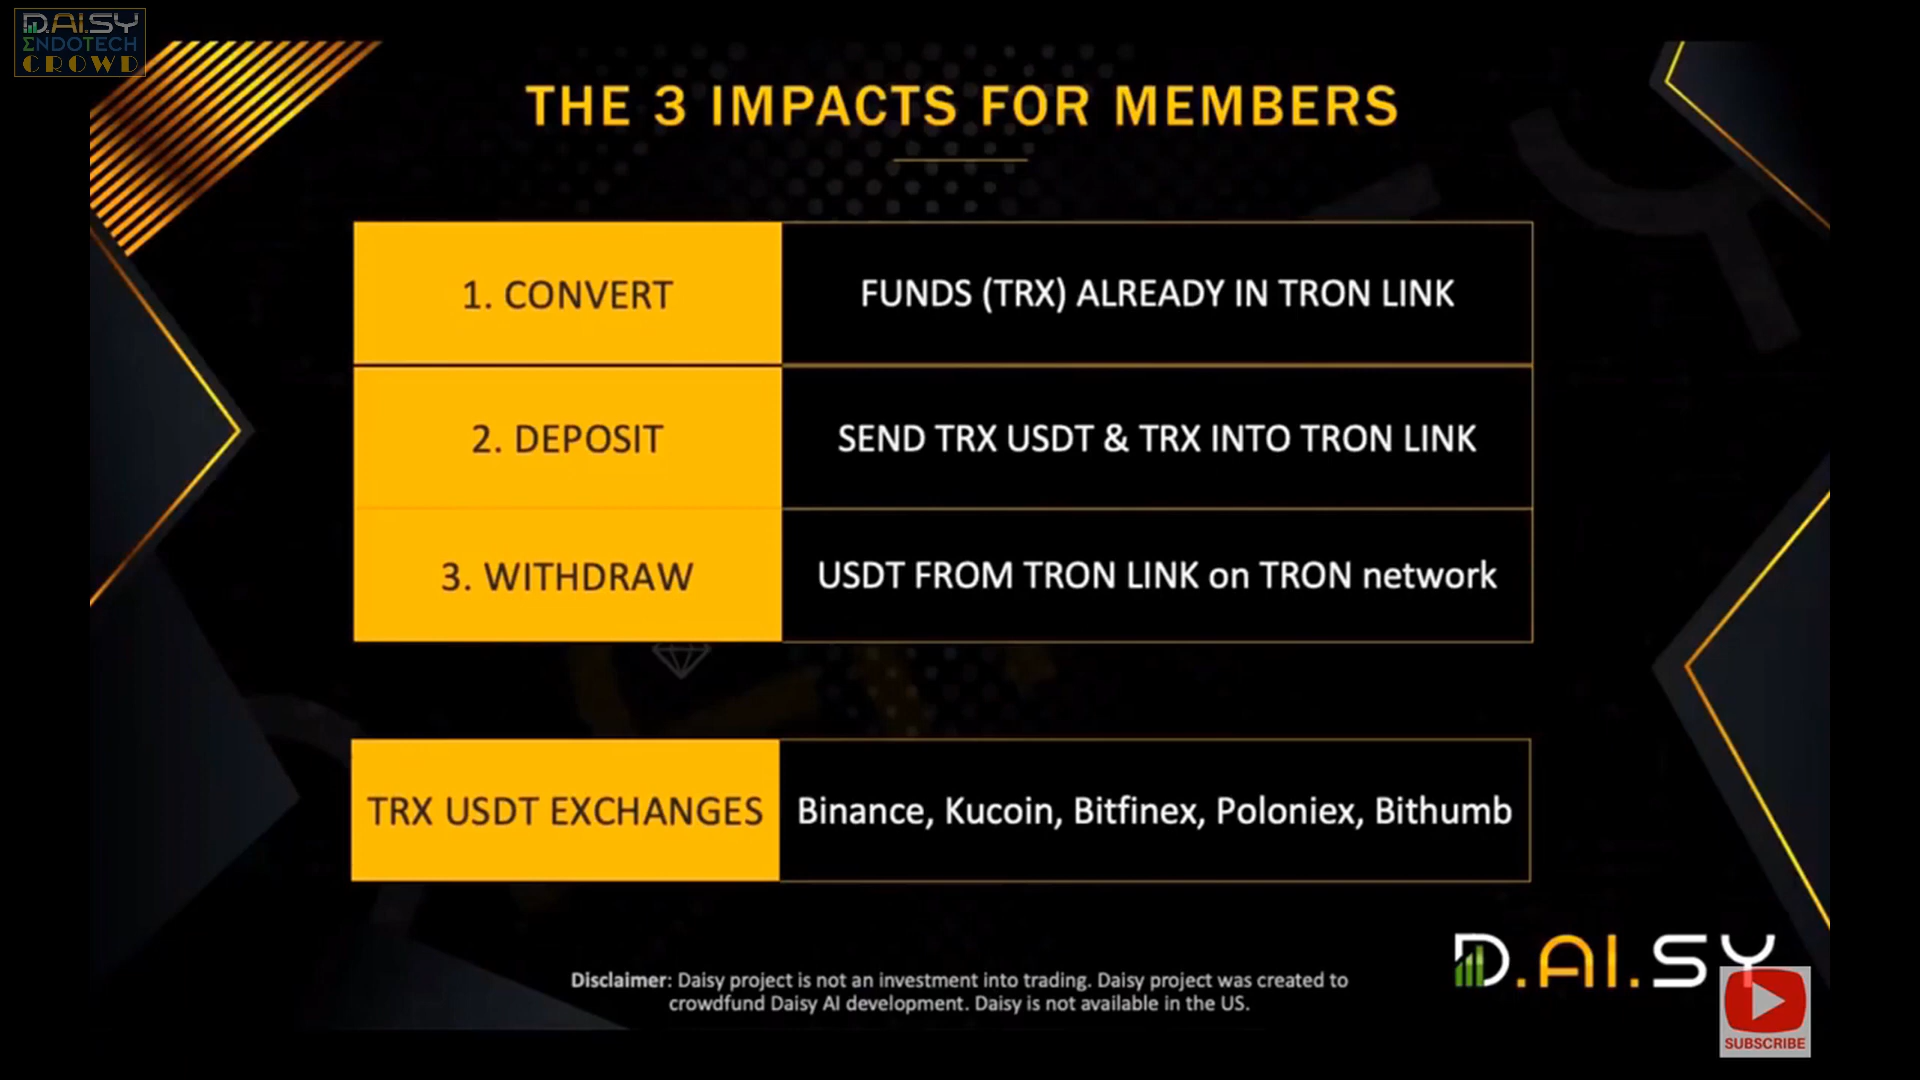 D.AI.SY
ΣNDOTECH
CROWD
THE 3 IMPACTS FOR MEMBERS
1. CONVERT
FUNDS (TRX) ALREADY IN TRON LINK
2. DEPOSIT
SEND TRX USDT & TRX INTO TRON LINK
3. WITHDRAW
USDT FROM TRON LINK on TRON network
TRX USDT EXCHANGES
Binance, Kucoin, Bitfinex, Poloniex, Bithumb
Disclaimer: Daisy project is not an investment into trading. Daisy project was created to
crowdfund Daisy AI development. Daisy is not available in the US.
D.AI.SY
SUBSCRIBE